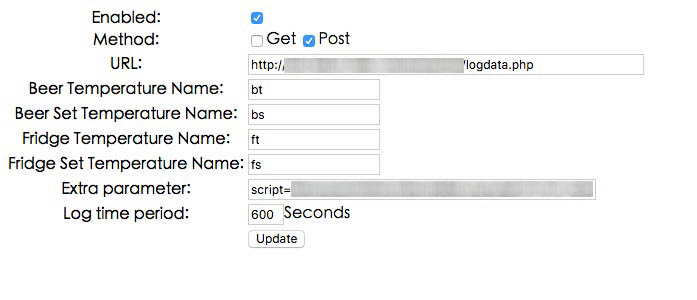 Enabled:
Method: Get Post
URL: http:/ /logdata.php
Beer Temperature Name: bt
Beer Set Temperature Name: bs
Fridge Temperature Name: ft
Fridge Set Temperature Name: fs
Extra parameter: script=
Log time period: 600 Seconds
Update